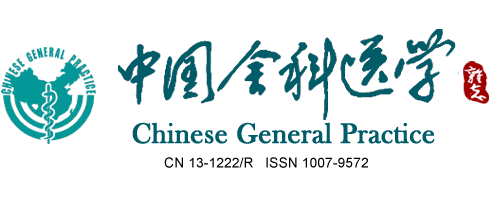 CHINESE GENERAL PRACTICE
中国全科医学
Chinese General Practice
CN 13-1222/R ISSN 1007-9572